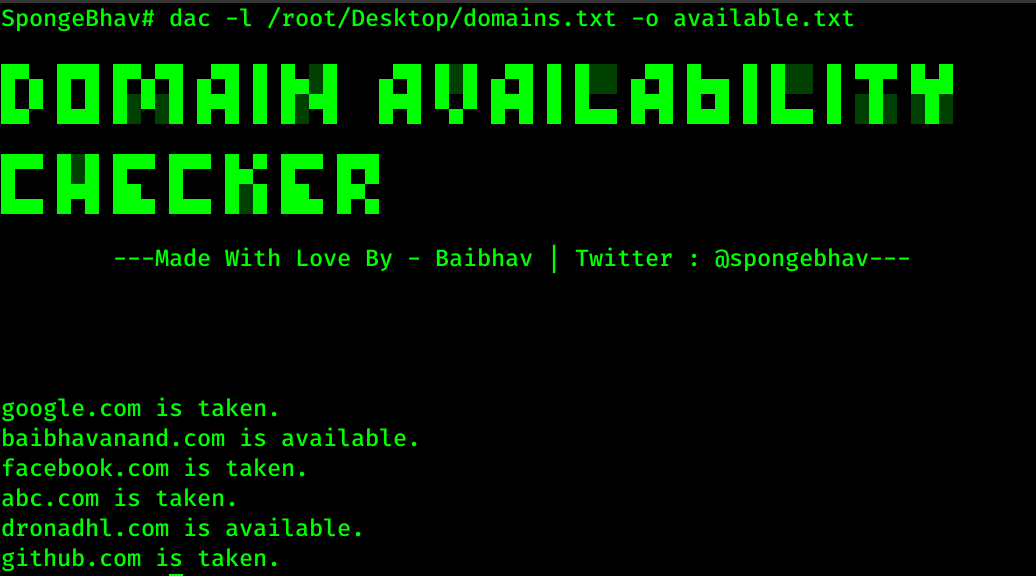 SpongeBhav# dac -l /root/Desktop/domains.txt -o available.txt
DOMAIN AVAILAbILITY
CHECKER
---Made With Love By - Baibhav | Twitter : @spongebhav---
google.com is taken.
baibhavanand.com is available.
facebook.com is taken.
abc.com is taken.
dronadhl.com is available.
github.com is taken.